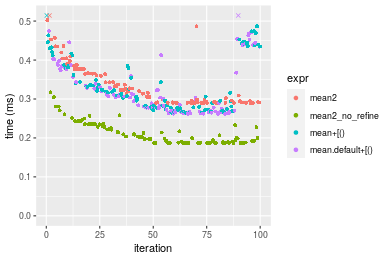 0.5
0.4
0.3
0.2
0.1
0.0
time (ms)
0
25
50
75
100
iteration
expr
mean2
mean2_no_refine
mean+[()
mean.default+[()